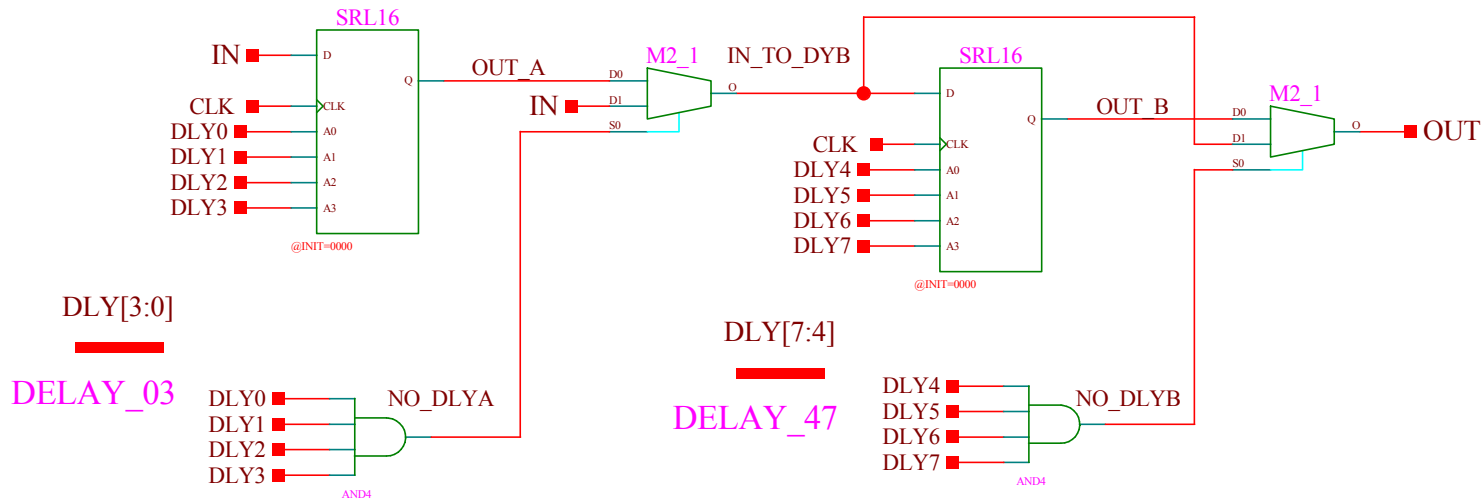 SRL16
IN
D
Q
OUT_A
CLK
CLK
DLY0
A0
DLY1
A1
DLY2
A2
DLY3
A3
@INIT=0000
M2_1
D0
IN
D1
S0
O
IN_TO_DYB
SRL16
D
Q
OUT_B
CLK
CLK
DLY4
A0
DLY5
A1
DLY6
A2
DLY7
A3
@INIT=0000
M2_1
D0
D1
S0
O
OUT
DLY[3:0]
DELAY_03
DLY0
DLY1
DLY2
DLY3
NO_DLYA
AND4
DLY[7:4]
DELAY_47
DLY4
DLY5
DLY6
DLY7
NO_DLYB
AND4